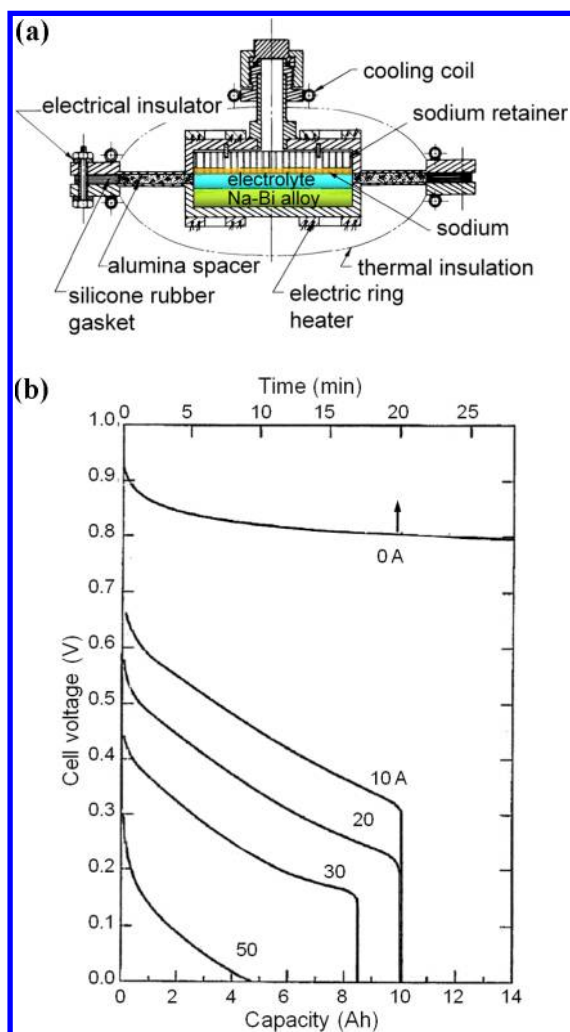 (a)
cooling coil
electrical insulator
sodium retainer
electrolyte
Na-Bi alloy
sodium
alumina spacer
thermal insulation
silicone rubber
gasket
electric ring
heater
(b)
Time (min)
0 5 10 15 20 25
1.0
0.9
0.8
0.7
0.6
0.5
0.4
0.3
0.2
0.1
0.0
Cell voltage (V)
0 A
10 A
20
30
50
0 2 4 6 8 10 12 14
Capacity (Ah)